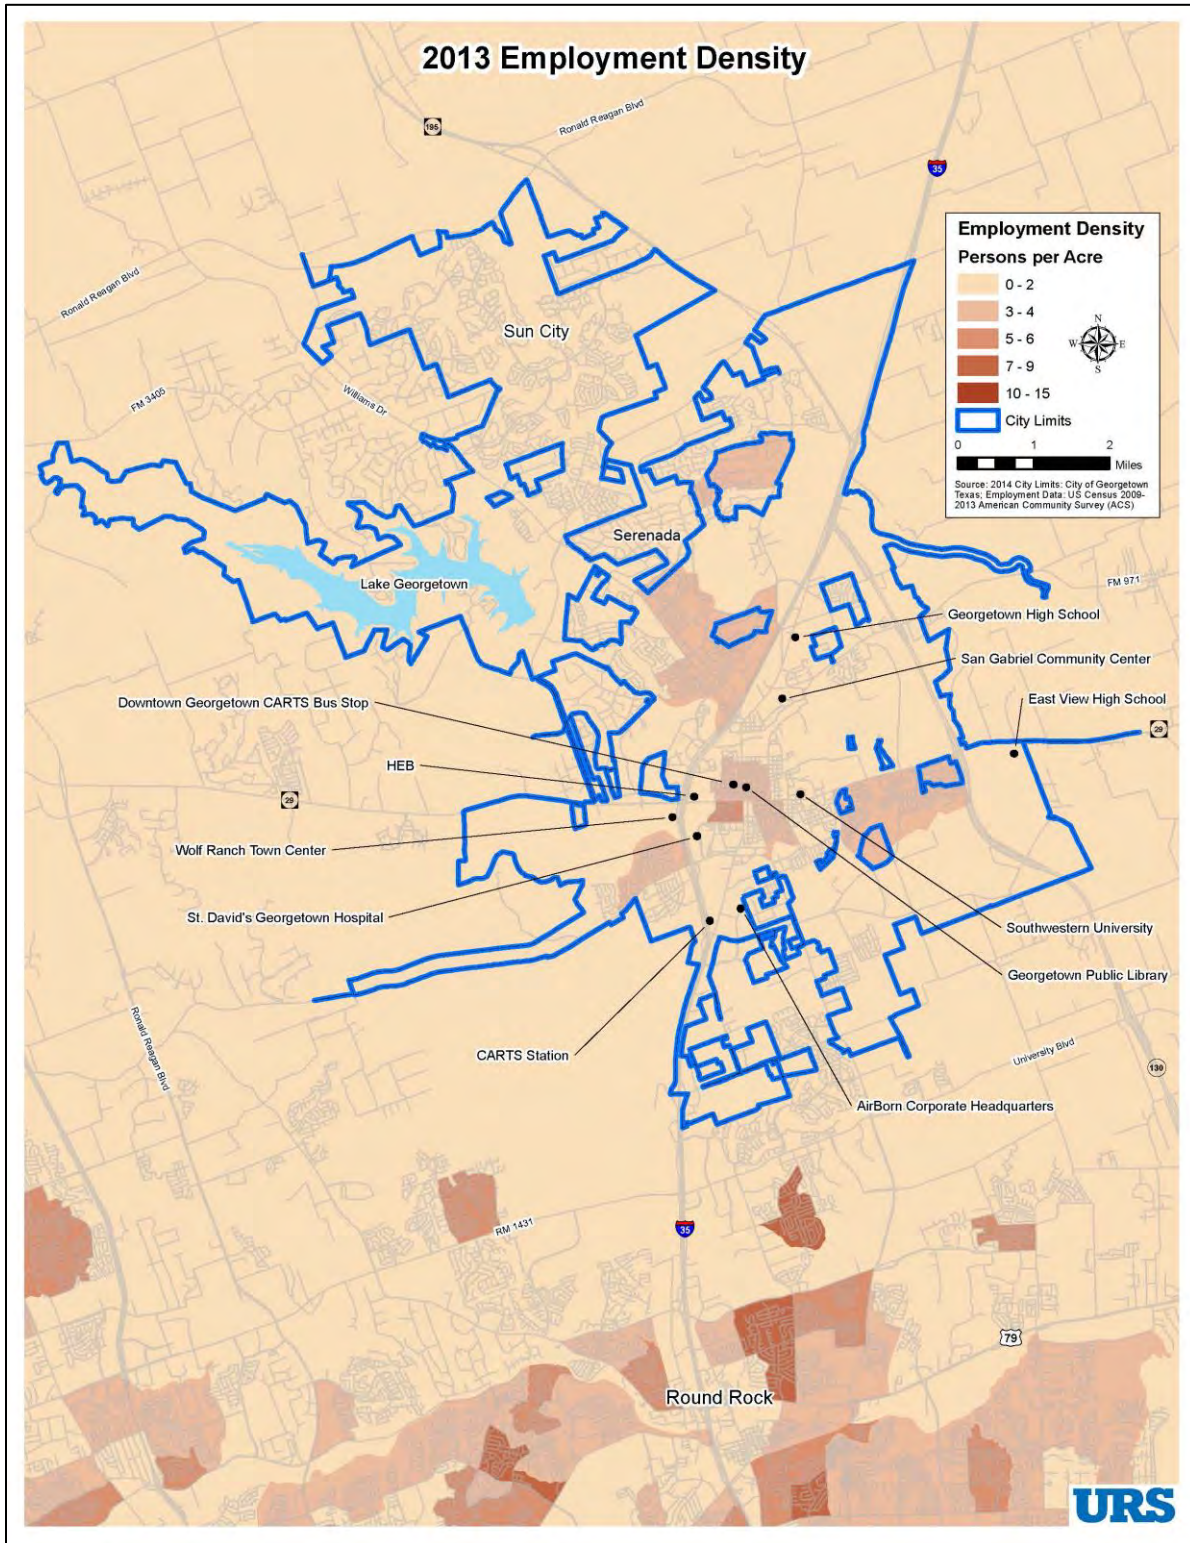 2013 Employment Density
Ronald Reagan Blvd
195
35
Employment Density
Persons per Acre
0 - 2
3 - 4
5 - 6
7 - 9
10 - 15
City Limits
N
W E
S
0 1 2
Miles
Source: 2014 City Limits: City of Georgetown
Texas; Employment Data: US Census 2009-
2013 American Community Survey (ACS)
Ronald Reagan Blvd
Sun City
FM 3405
Williams Dr
Serenada
Lake Georgetown
FM 971
Georgetown High School
San Gabriel Community Center
East View High School
Downtown Georgetown CARTS Bus Stop
29
HEB
29
Wolf Ranch Town Center
St. David's Georgetown Hospital
Southwestern University
Georgetown Public Library
CARTS Station
Ronald Reagan Blvd
University Blvd
130
AirBorn Corporate Headquarters
RM 1431
35
79
Round Rock
URS